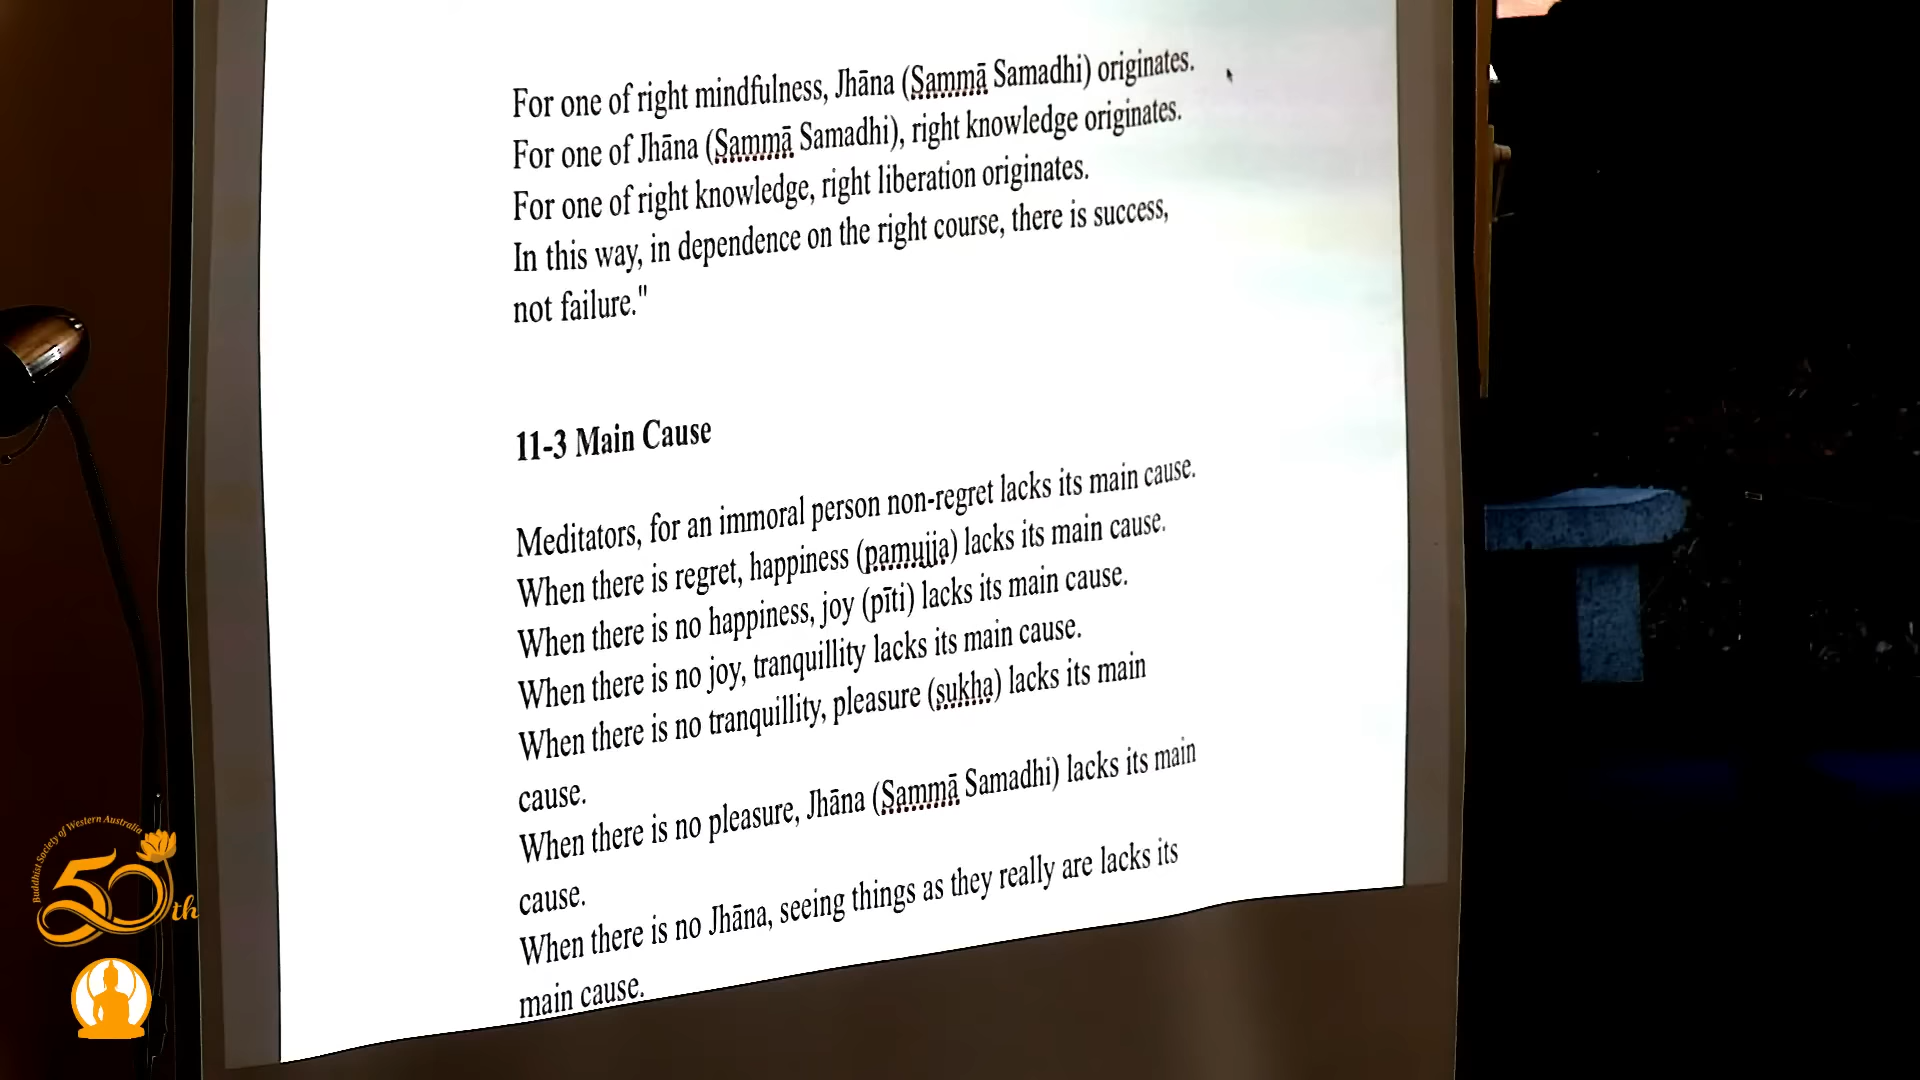 For one of right mindfulness, Jhāna (Sammā Samadhi) originates.
For one of Jhāna (Sammā Samadhi), right knowledge originates.
For one of right knowledge, right liberation originates.
In this way, in dependence on the right course, there is success,
not failure."
11-3 Main Cause
Meditators, for an immoral person non-regret lacks its main cause.
When there is regret, happiness (pamujja) lacks its main cause.
When there is no happiness, joy (pīti) lacks its main cause.
When there is no joy, tranquillity lacks its main cause.
When there is no tranquillity, pleasure (sukha) lacks its main
cause.
When there is no pleasure, Jhāna (Sammā Samadhi) lacks its main
cause.
When there is no Jhāna, seeing things as they really are lacks its
main cause.
Buddhist Society of Western Australia
50th